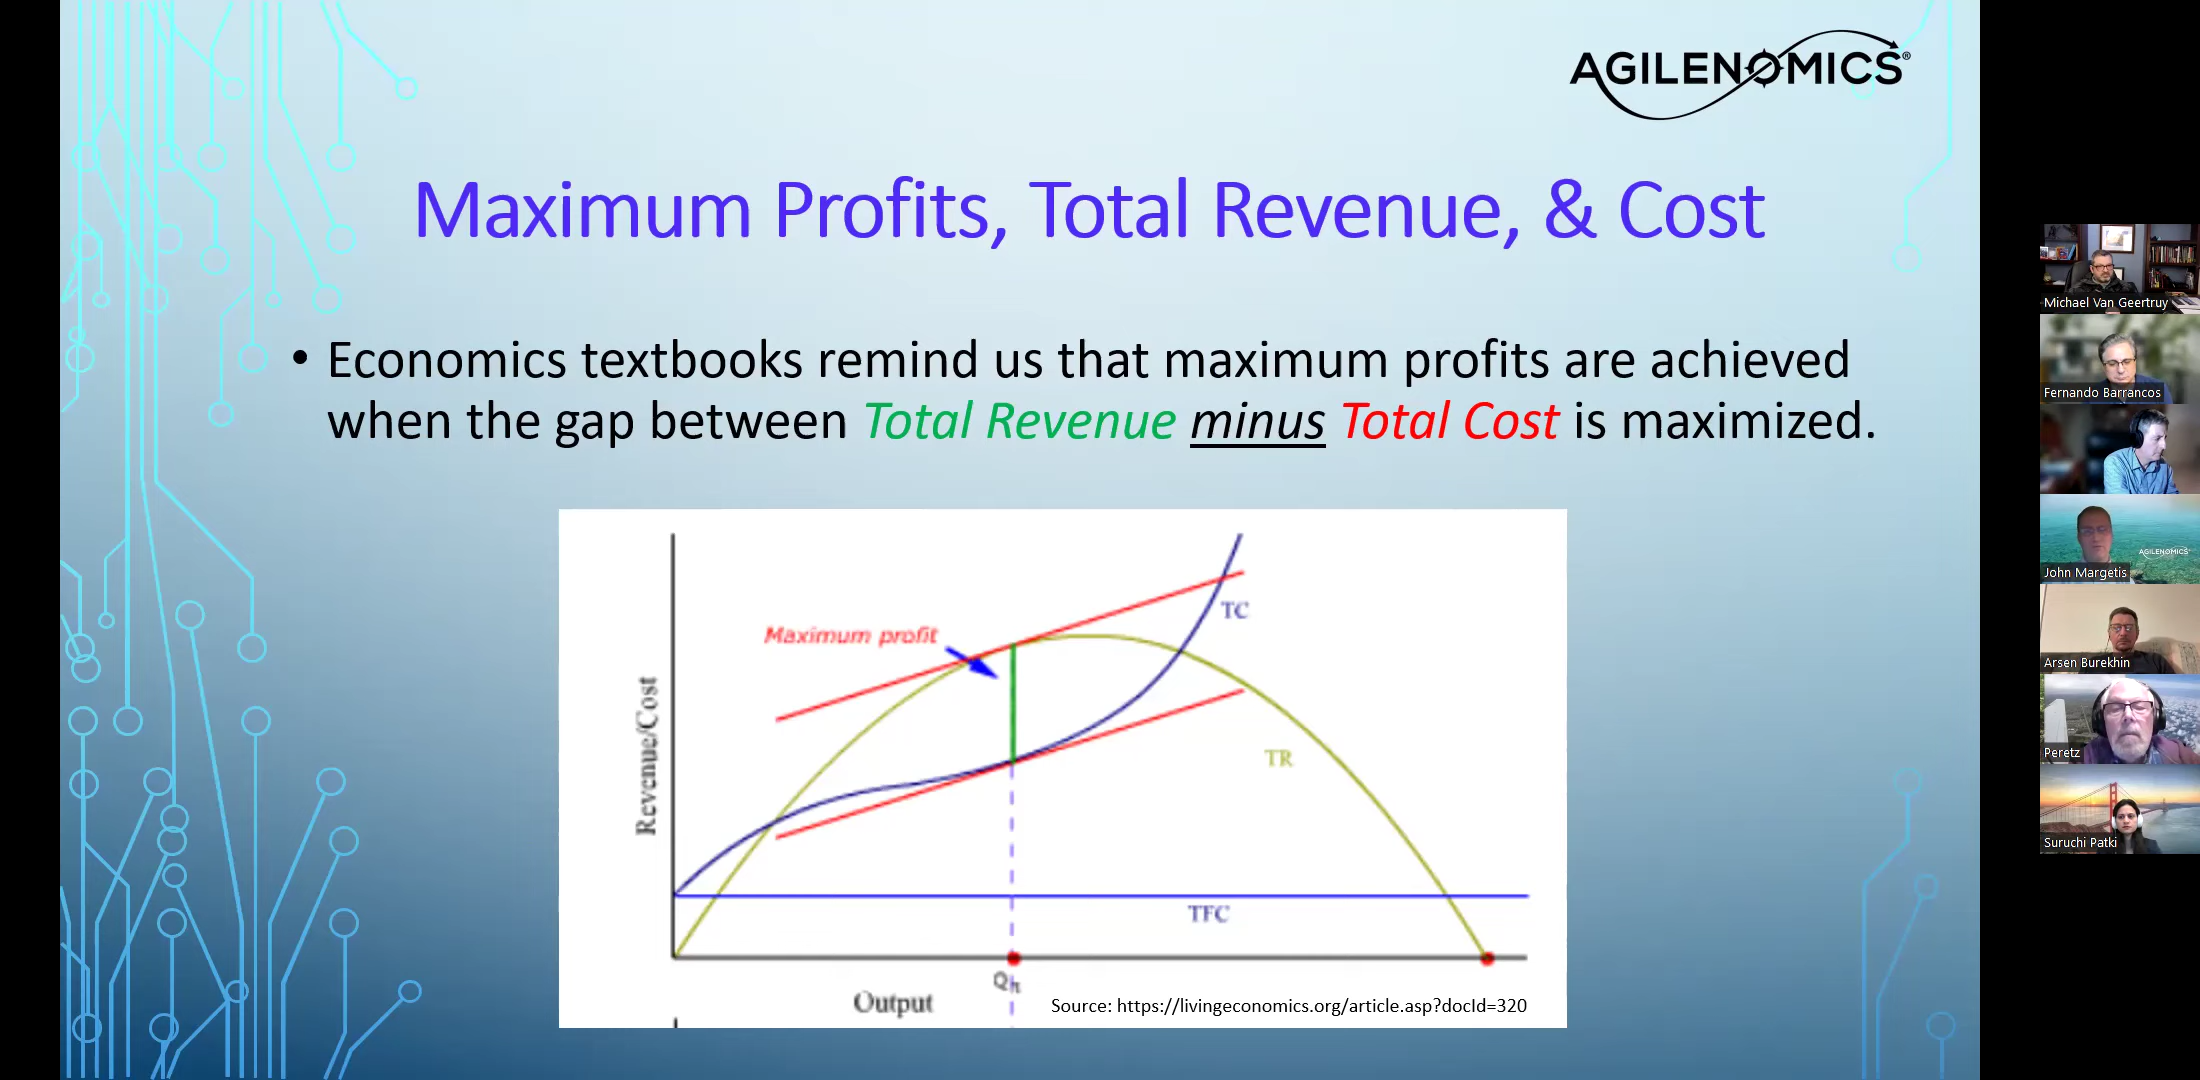 AGILENOMICS®
Maximum Profits, Total Revenue, & Cost
• Economics textbooks remind us that maximum profits are achieved
when the gap between Total Revenue minus Total Cost is maximized.
Maximum profit
TC
TR
Revenue/Cost
TFC
Output
Source: https://livingeconomics.org/article.asp?docId=320
Michael Van Geertruy
Fernando Barrancos
AGILENOMICS
John Margetis
Arsen Burekhin
Peretz
Suruchi Patki